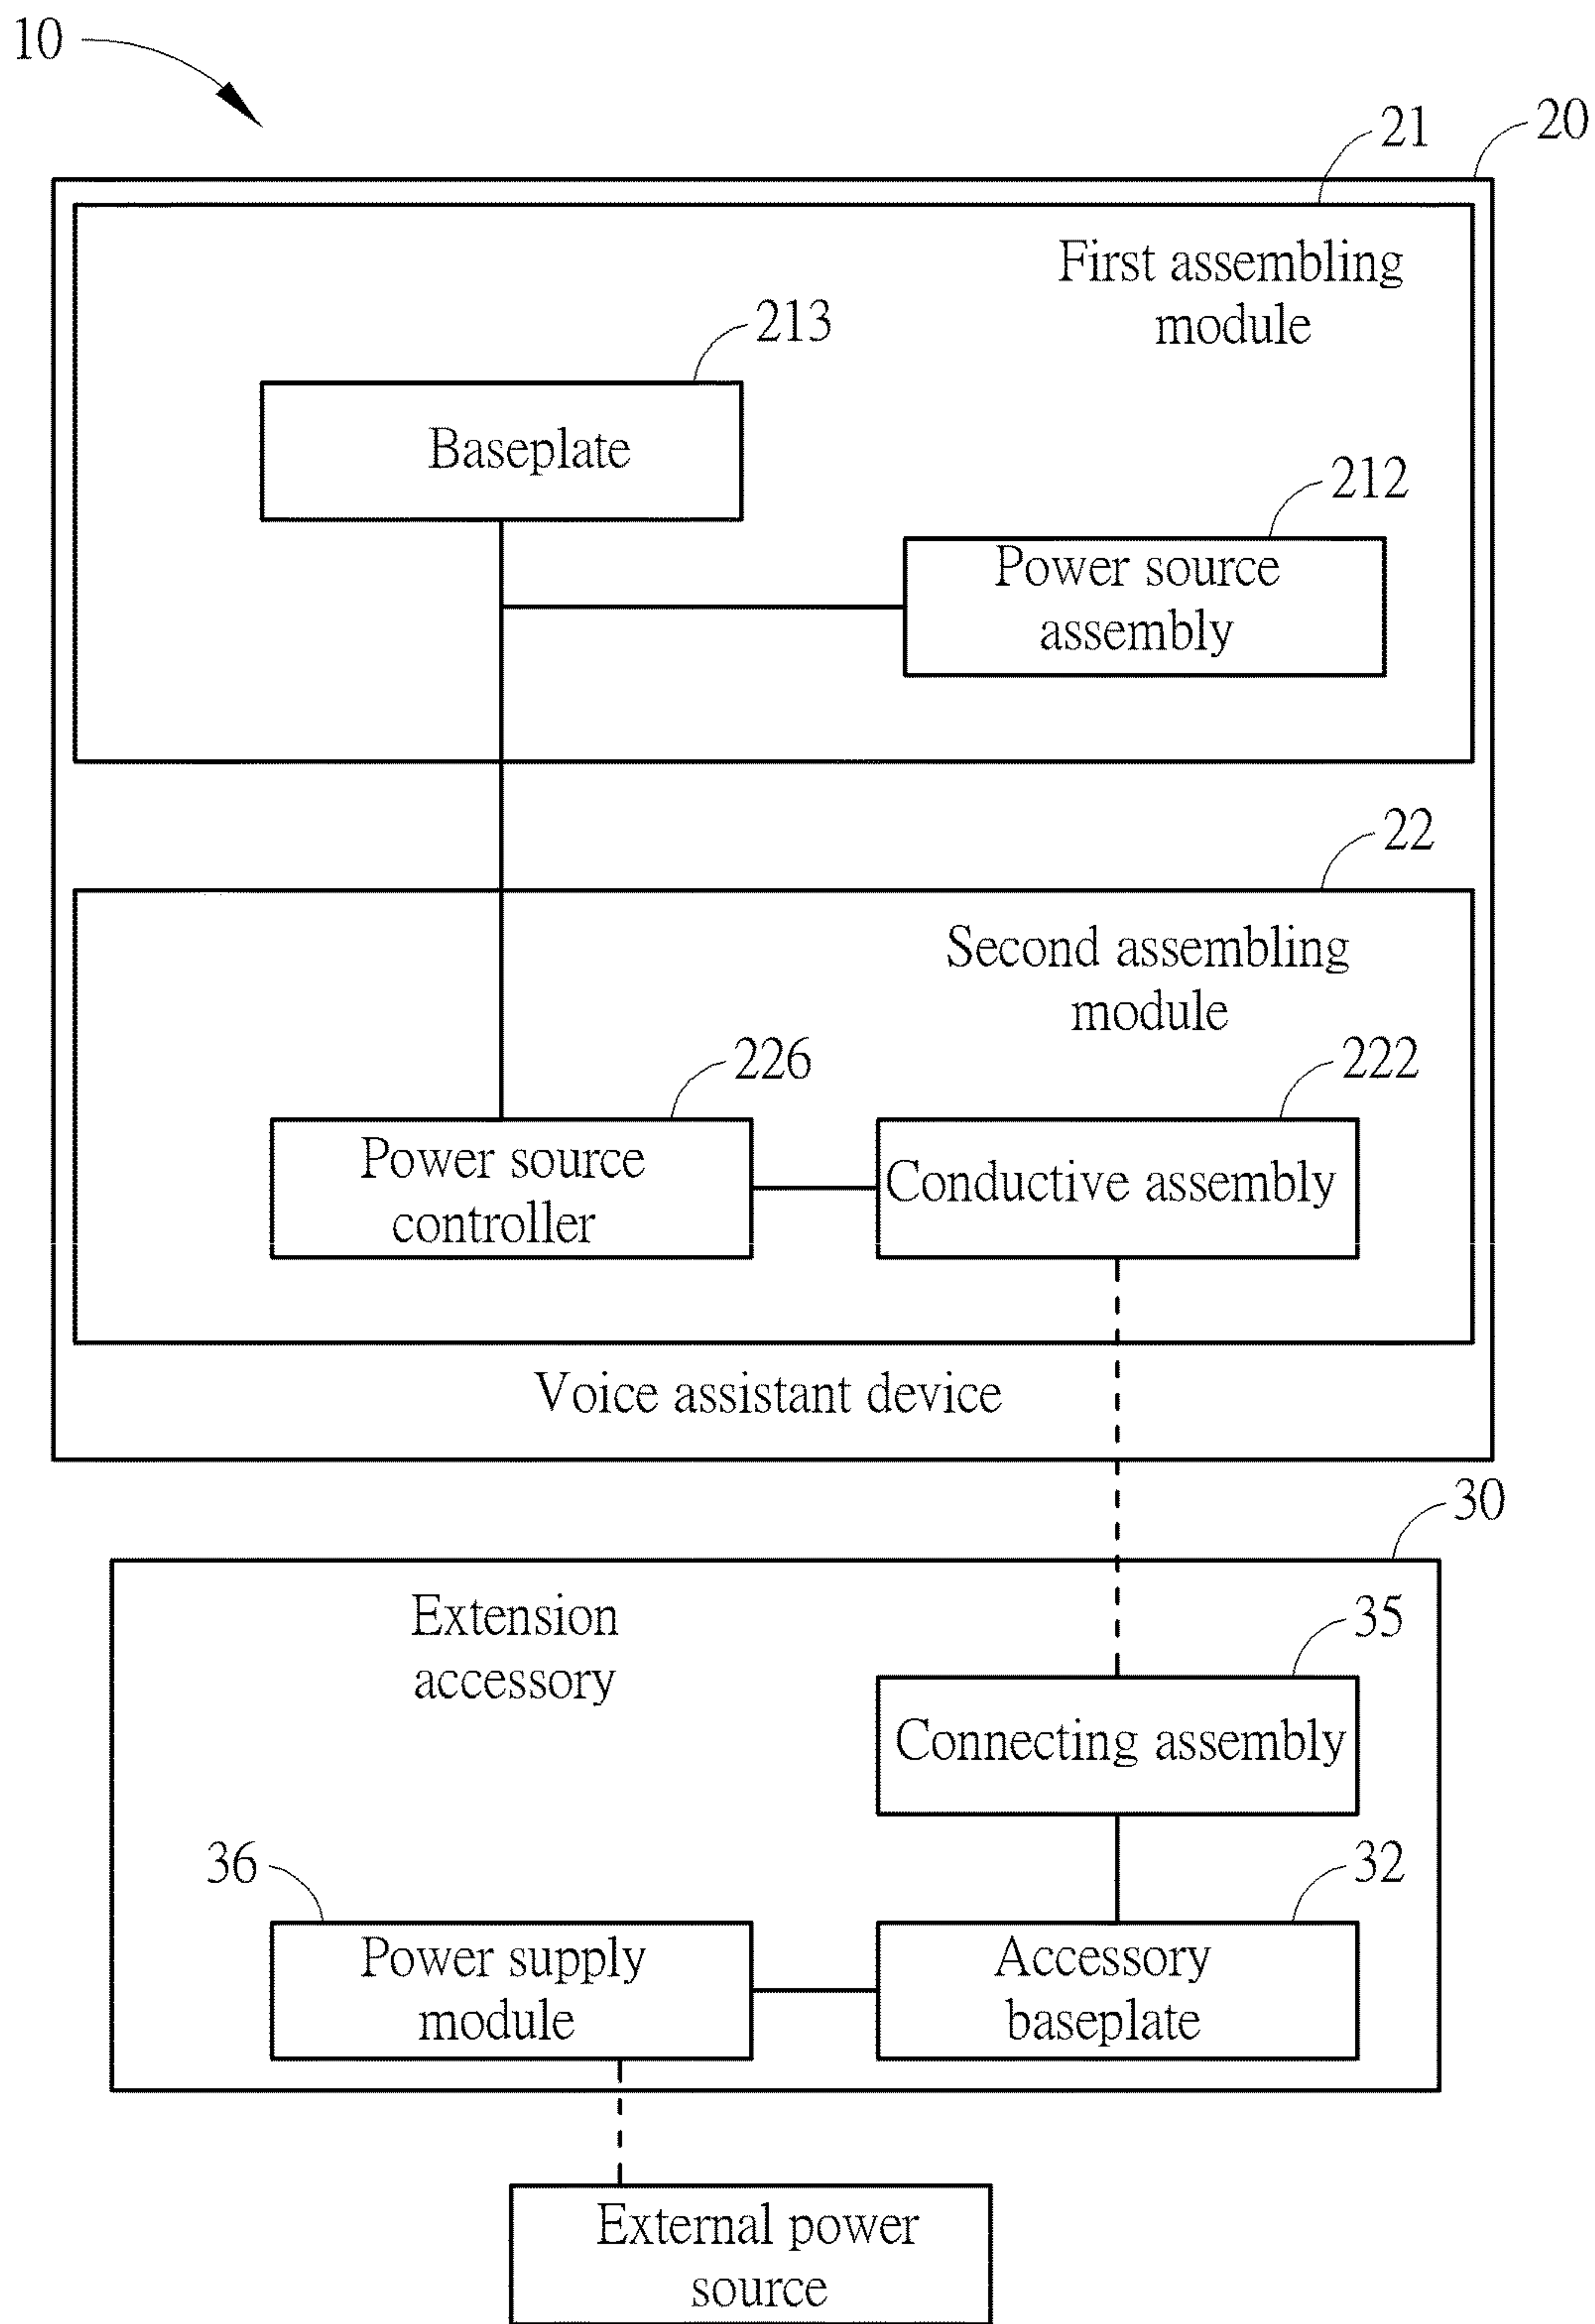 10
20
21
First assembling
module
213
Baseplate
212
Power source
assembly
22
Second assembling
module
226
222
Power source
controller
Conductive assembly
Voice assistant device
30
Extension
accessory
35
Connecting assembly
36
32
Power supply
module
Accessory
baseplate
External power
source